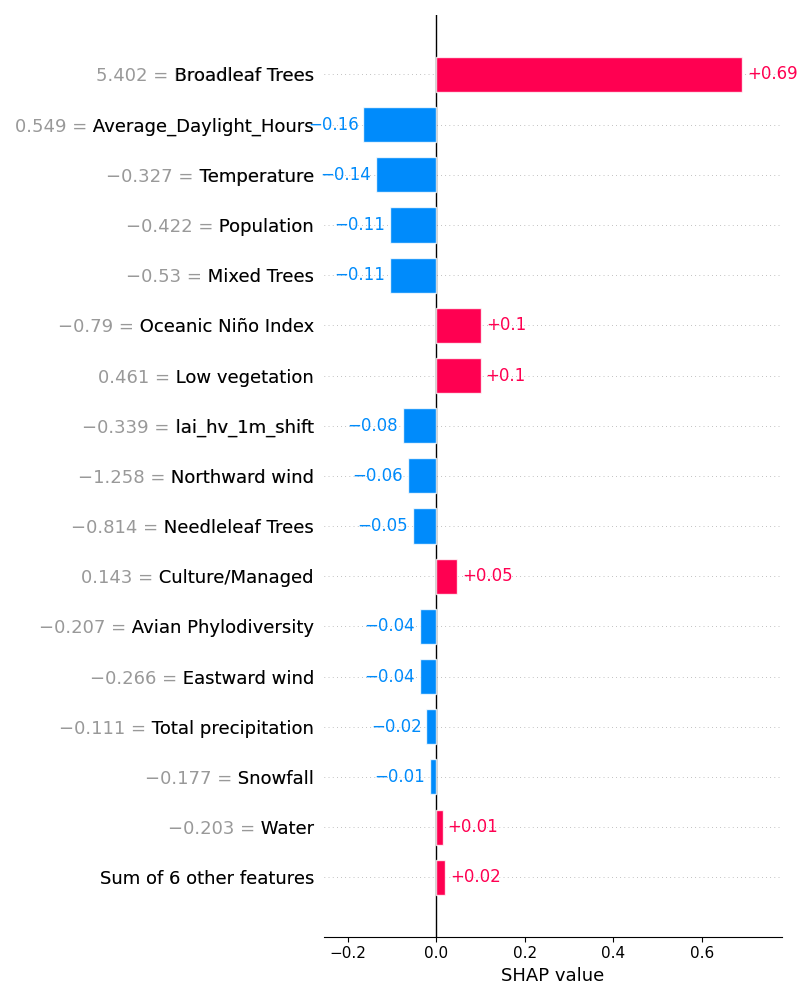 5.402 = Broadleaf Trees +0.69
0.549 = Average_Daylight_Hours −0.16
−0.327 = Temperature −0.14
−0.422 = Population −0.11
−0.53 = Mixed Trees −0.11
−0.79 = Oceanic Niño Index +0.1
0.461 = Low vegetation +0.1
−0.339 = lai_hv_1m_shift −0.08
−1.258 = Northward wind −0.06
−0.814 = Needleleaf Trees −0.05
0.143 = Culture/Managed +0.05
−0.207 = Avian Phylodiversity −0.04
−0.266 = Eastward wind −0.04
−0.111 = Total precipitation −0.02
−0.177 = Snowfall −0.01
−0.203 = Water +0.01
Sum of 6 other features +0.02
−0.2 0.0 0.2 0.4 0.6
SHAP value